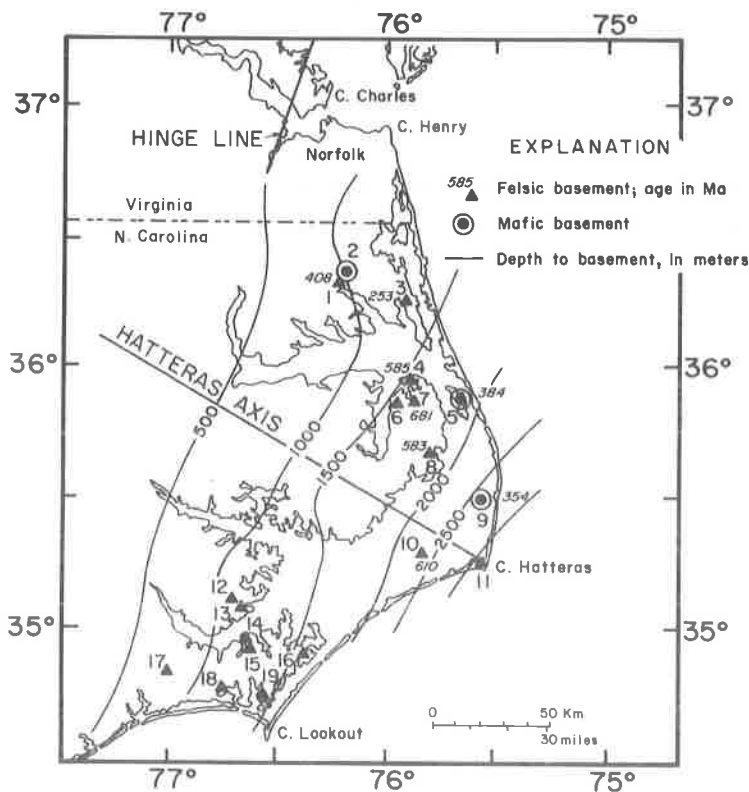 77°
76°
75°
37°
37°
C. Charles
C. Henry
HINGE LINE
Norfolk
EXPLANATION
585 Felsic basement; age in Ma
Mafic basement
Depth to basement, In meters
Virginia
N. Carolina
2
408
1
253
3
36°
36°
HATTERAS AXIS
585
4
384
7
6
681
5
500
1000
1500
583
8
2000
2500
354
9
10
610
11
C. Hatteras
12
13
35°
35°
14
15
16
17
18
19
C. Lookout
0 50 Km
30 miles
77°
76°
75°